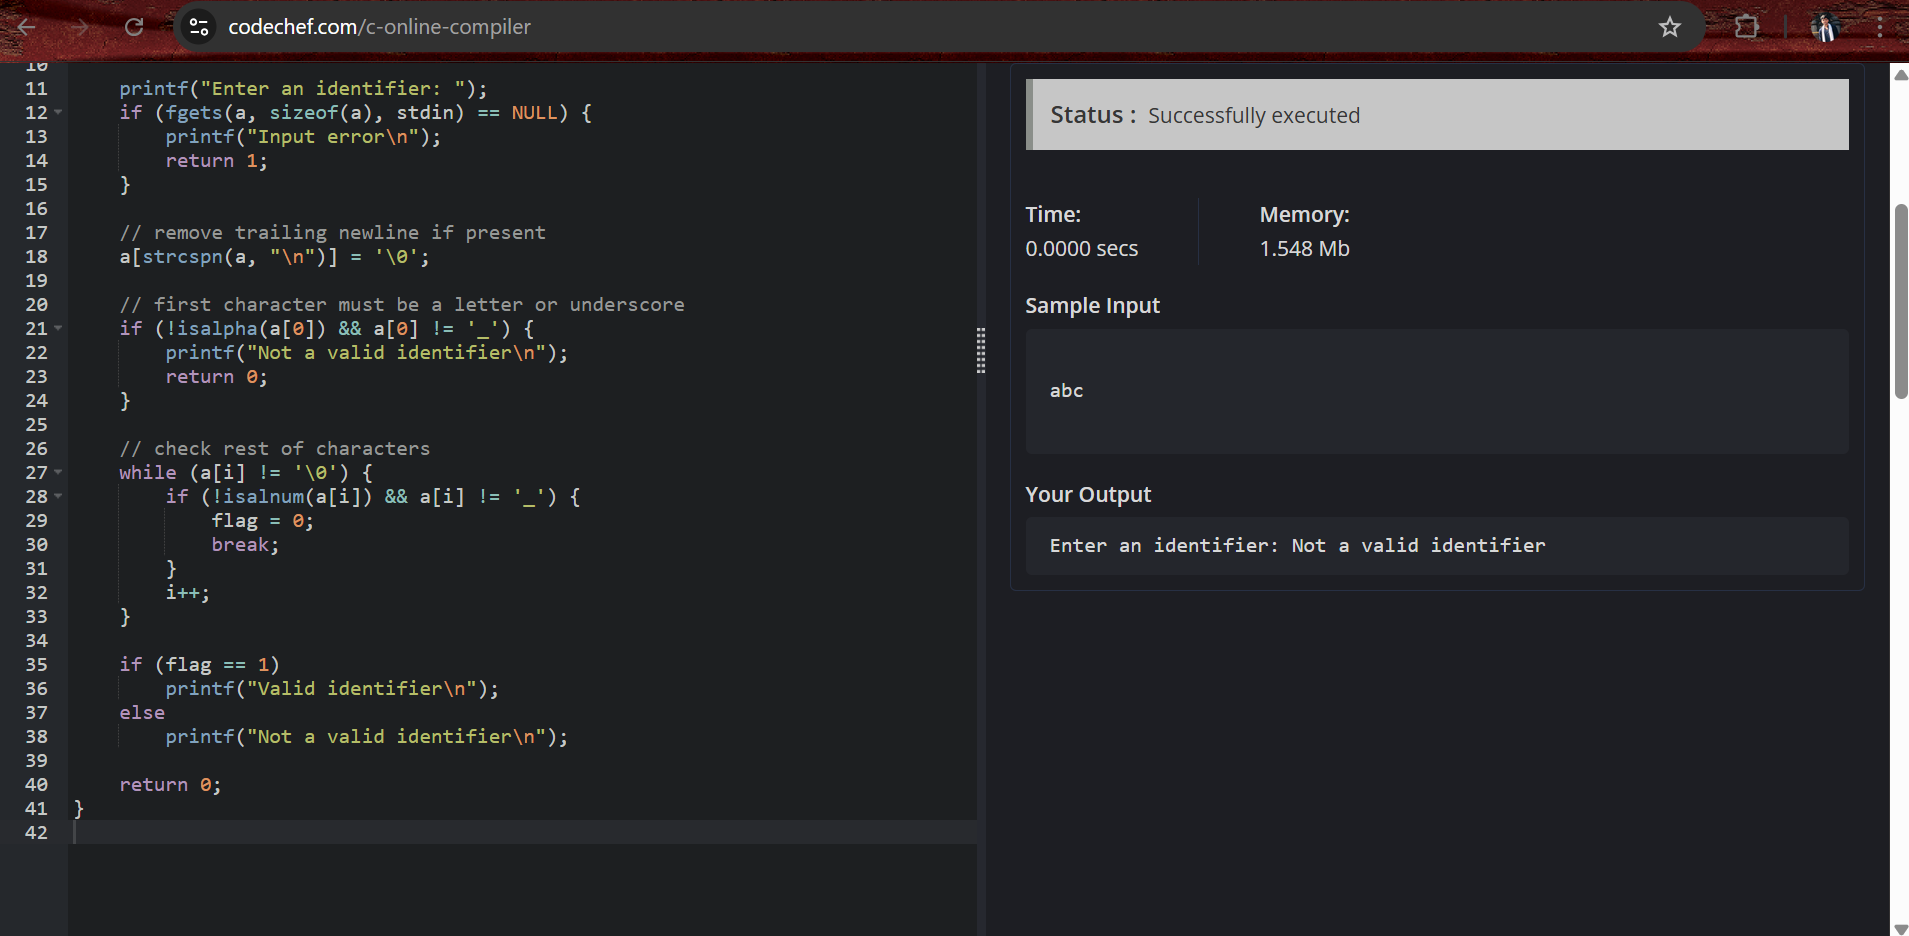 codechef.com/c-online-compiler
10
11 printf("Enter an identifier: ");
12 if (fgets(a, sizeof(a), stdin) == NULL) {
13 printf("Input error\n");
14 return 1;
15 }
16
17 // remove trailing newline if present
18 a[strcspn(a, "\n")] = '\0';
19
20 // first character must be a letter or underscore
21 if (!isalpha(a[0]) && a[0] != '_') {
22 printf("Not a valid identifier\n");
23 return 0;
24 }
25
26 // check rest of characters
27 while (a[i] != '\0') {
28 if (!isalnum(a[i]) && a[i] != '_') {
29 flag = 0;
30 break;
31 }
32 i++;
33 }
34
35 if (flag == 1)
36 printf("Valid identifier\n");
37 else
38 printf("Not a valid identifier\n");
39
40 return 0;
41 }
42
Status : Successfully executed
Time: Memory:
0.0000 secs 1.548 Mb
Sample Input
abc
Your Output
Enter an identifier: Not a valid identifier